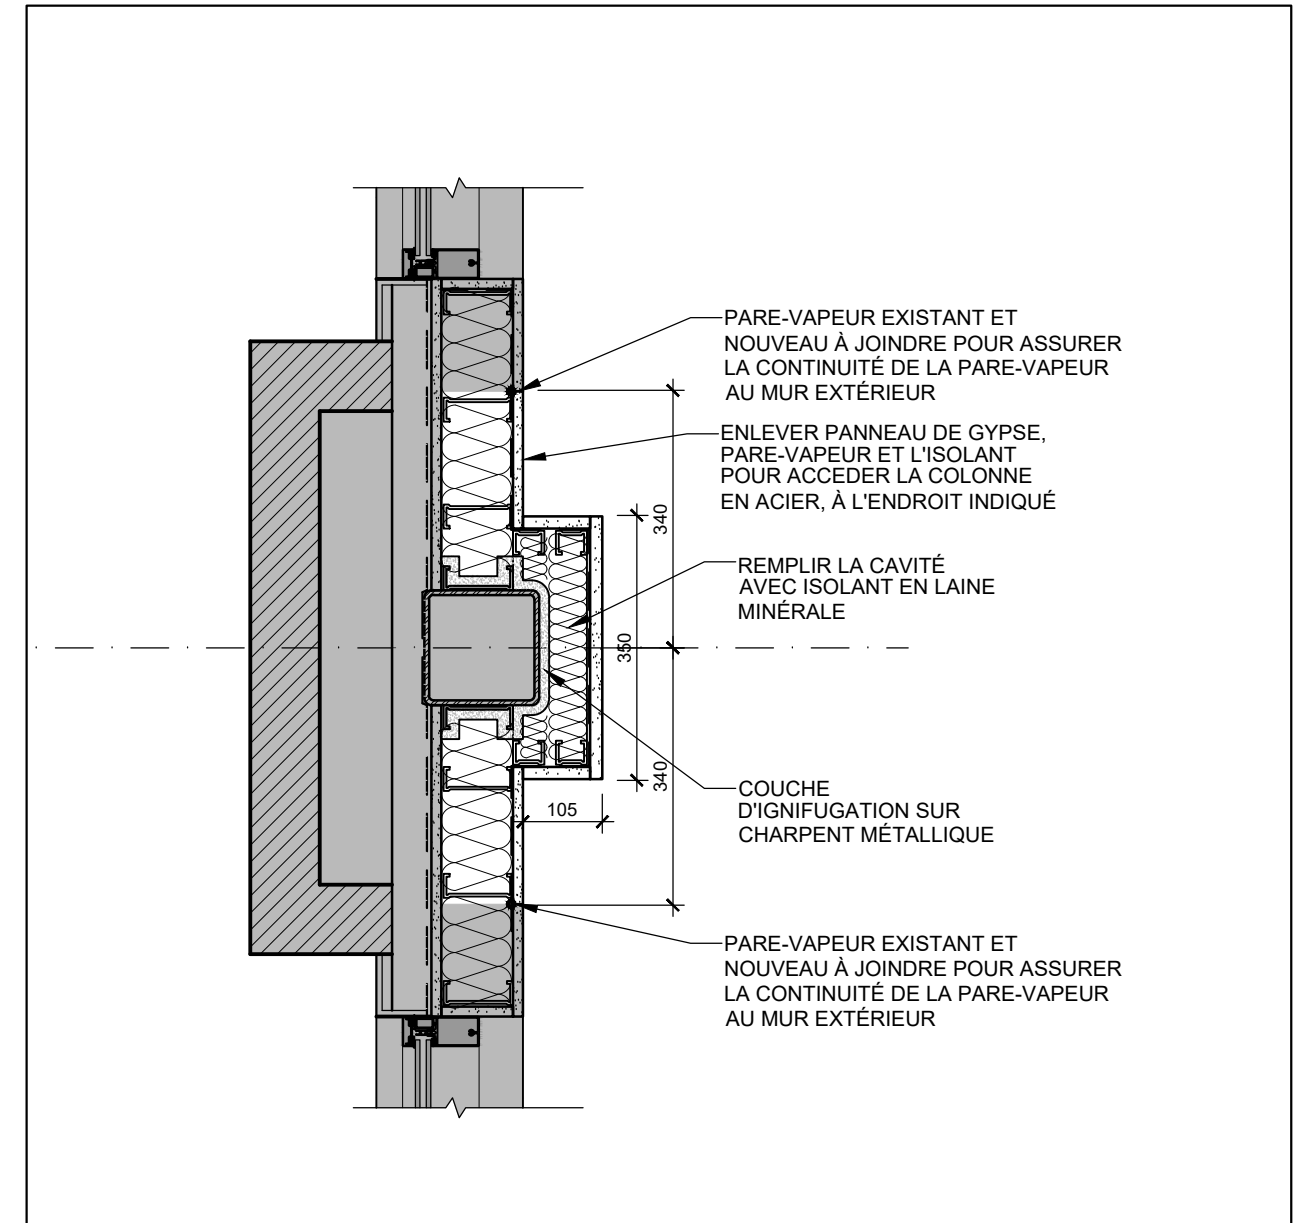 PARE-VAPEUR EXISTANT ET
NOUVEAU À JOINDRE POUR ASSURER
LA CONTINUITÉ DE LA PARE-VAPEUR
AU MUR EXTÉRIEUR
ENLEVER PANNEAU DE GYPSE,
PARE-VAPEUR ET L'ISOLANT
POUR ACCEDER LA COLONNE
EN ACIER, À L'ENDROIT INDIQUÉ
340
REMPLIR LA CAVITÉ
AVEC ISOLANT EN LAINE
MINÉRALE
350
340
COUCHE
D'IGNIFUGATION SUR
CHARPENT MÉTALLIQUE
105
PARE-VAPEUR EXISTANT ET
NOUVEAU À JOINDRE POUR ASSURER
LA CONTINUITÉ DE LA PARE-VAPEUR
AU MUR EXTÉRIEUR